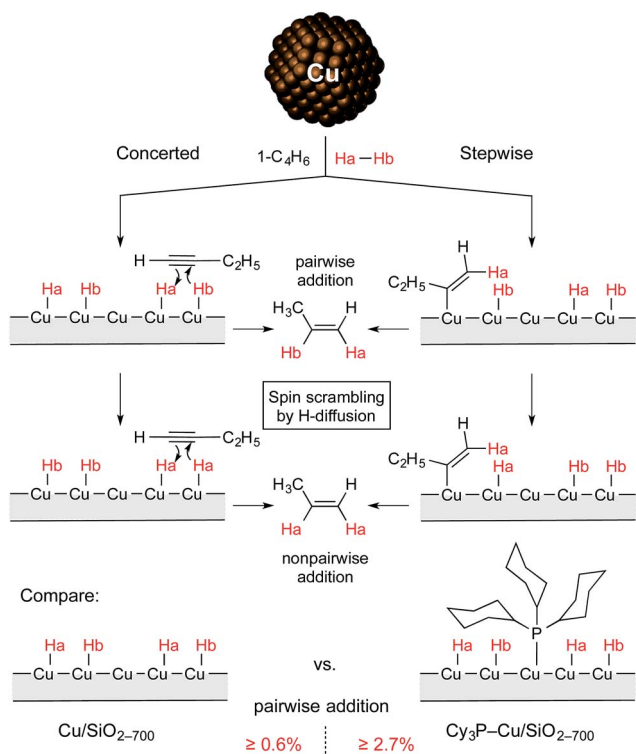 Cu
Concerted
1-C₄H₆
Ha–Hb
Stepwise
H
C₂H₅
Ha Hb Ha Hb
Cu Cu Cu Cu Cu
pairwise
addition
H₃C H
Hb Ha
H
Ha
C₂H₅
Hb Ha Hb
Cu Cu Cu Cu Cu
Spin scrambling
by H-diffusion
H
C₂H₅
Hb Hb Ha Ha
Cu Cu Cu Cu Cu
H₃C H
Ha Ha
nonpairwise
addition
H
Ha
C₂H₅
Ha Hb Hb
Cu Cu Cu Cu Cu
Compare:
Ha Hb Ha Hb
Cu Cu Cu Cu Cu
Cu/SiO₂₋₇₀₀
vs.
pairwise addition
≥ 0.6% ≥ 2.7%
P
Ha Hb Ha Hb
Cu Cu Cu Cu Cu
Cy₃P–Cu/SiO₂₋₇₀₀